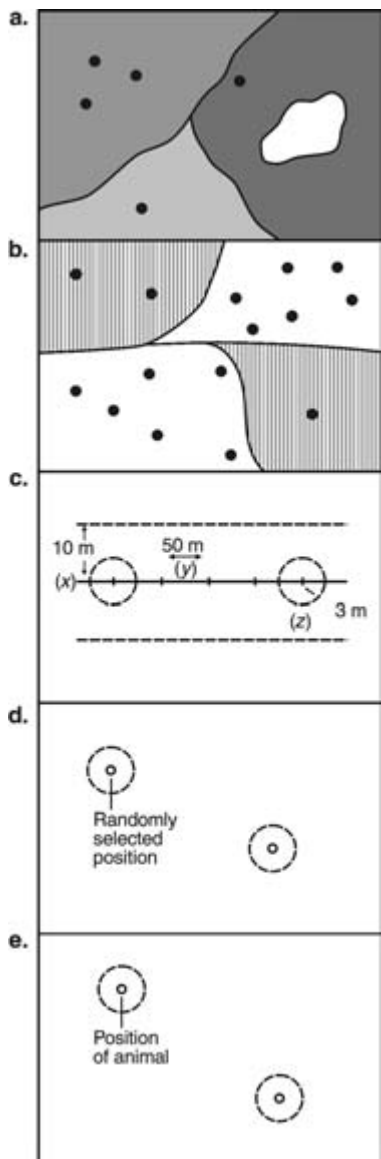 a.
b.
c.
10 m
50 m
(x)
(y)
(z)
3 m
d.
Randomly
selected
position
e.
Position
of animal